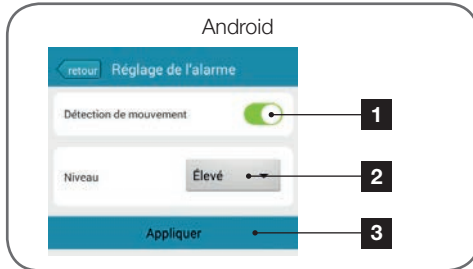 Android
retour Réglage de l'alarme
Détection de mouvement
1
Niveau
Élevé
2
Appliquer
3